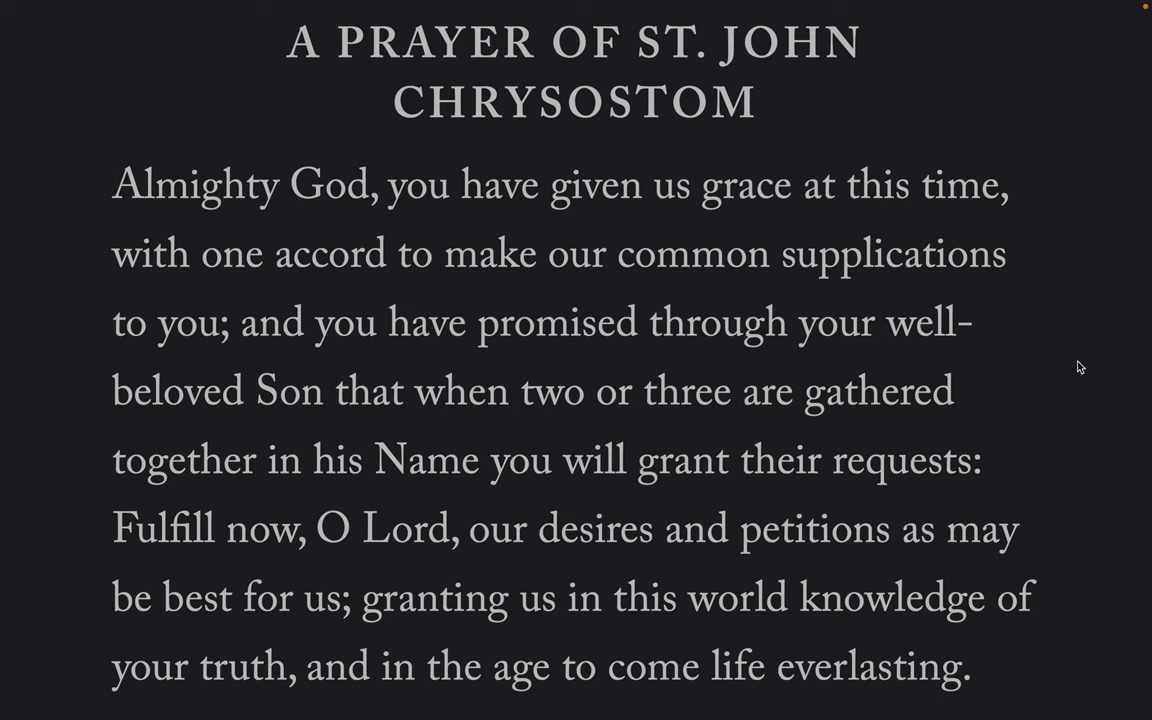 A PRAYER OF ST. JOHN
CHRYSOSTOM
Almighty God, you have given us grace at this time,
with one accord to make our common supplications
to you; and you have promised through your well-
beloved Son that when two or three are gathered
together in his Name you will grant their requests:
Fulfill now, O Lord, our desires and petitions as may
be best for us; granting us in this world knowledge of
your truth, and in the age to come life everlasting.